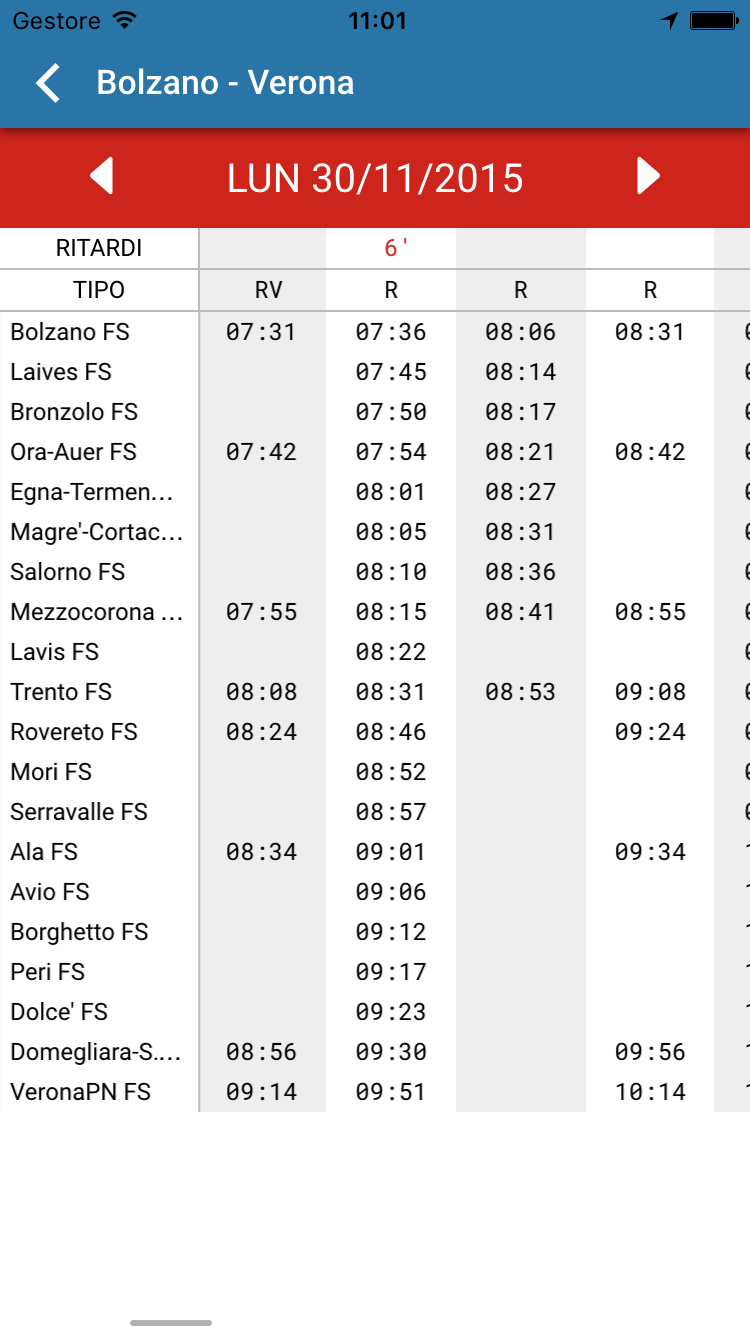 Gestore 11:01
Bolzano - Verona
LUN 30/11/2015
RITARDI 6'
TIPO RV R R R
Bolzano FS 07:31 07:36 08:06 08:31
Laives FS 07:45 08:14
Bronzolo FS 07:50 08:17
Ora-Auer FS 07:42 07:54 08:21 08:42
Egna-Termen... 08:01 08:27
Magre'-Cortac... 08:05 08:31
Salorno FS 08:10 08:36
Mezzocorona ... 07:55 08:15 08:41 08:55
Lavis FS 08:22
Trento FS 08:08 08:31 08:53 09:08
Rovereto FS 08:24 08:46 09:24
Mori FS 08:52
Serravalle FS 08:57
Ala FS 08:34 09:01 09:34
Avio FS 09:06
Borghetto FS 09:12
Peri FS 09:17
Dolce' FS 09:23
Domegliara-S.... 08:56 09:30 09:56
VeronaPN FS 09:14 09:51 10:14